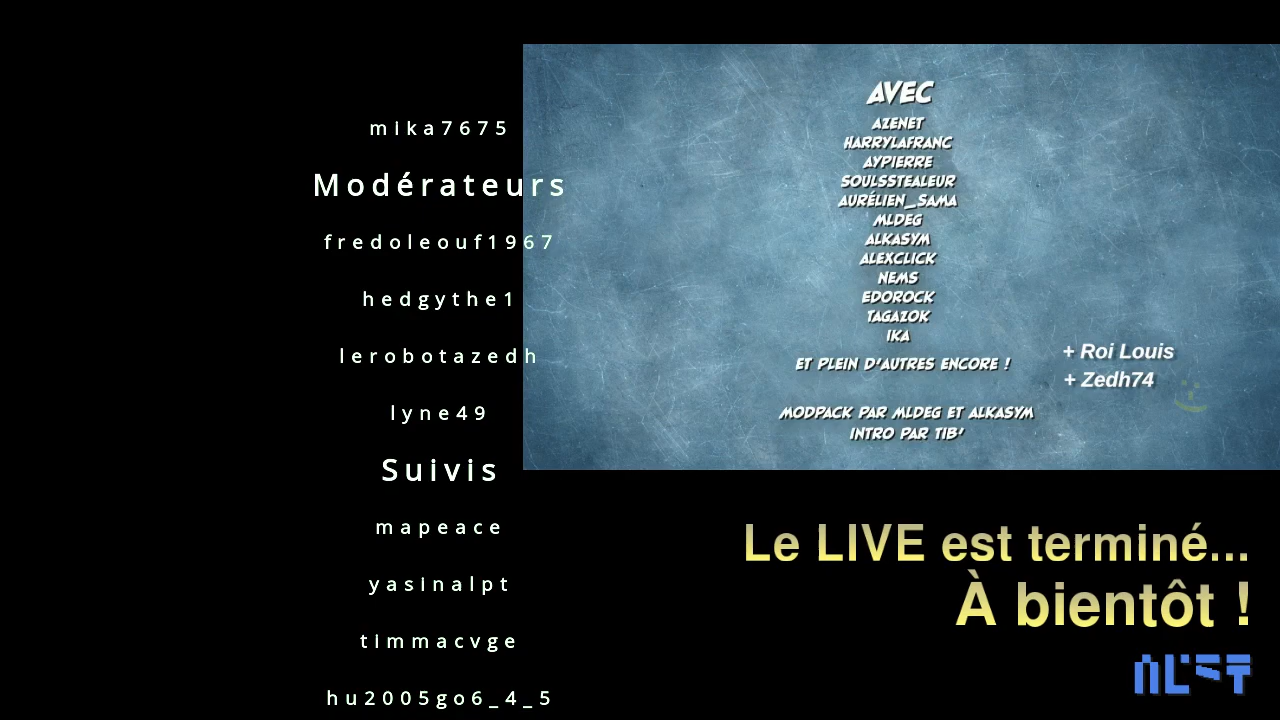 mika7675
Modérateurs
fredoleouf1967
hedgythe1
lerobotazedh
lyne49
Suivis
mapeace
yasinalpt
timmacvge
hu2005go6_4_5
AVEC
AZENET
HARRYLAFRANC
AYPIERRE
SOULSSTEALEUR
AURÉLIEN_SAMA
MLDEG
ALKASYM
ALEXCLICK
NEMS
EDOROCK
TAGAZOK
IKA
ET PLEIN D'AUTRES ENCORE !
+ Roi Louis
+ Zedh74
MODPACK PAR MLDEG ET ALKASYM
INTRO PAR TIB'
Le LIVE est terminé...
À bientôt !